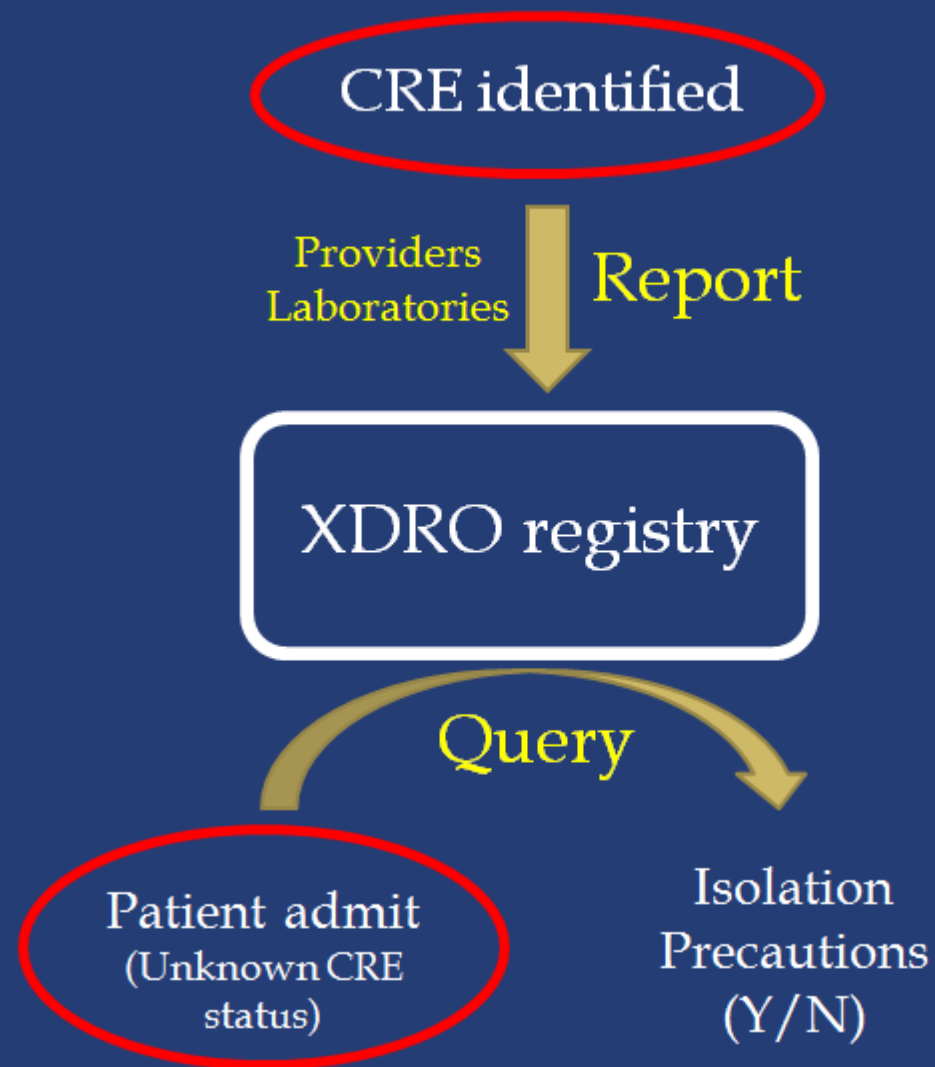 CRE identified
Providers
Laboratories
Report
XDRO registry
Query
Patient admit
(Unknown CRE
status)
Isolation
Precautions
(Y/N)